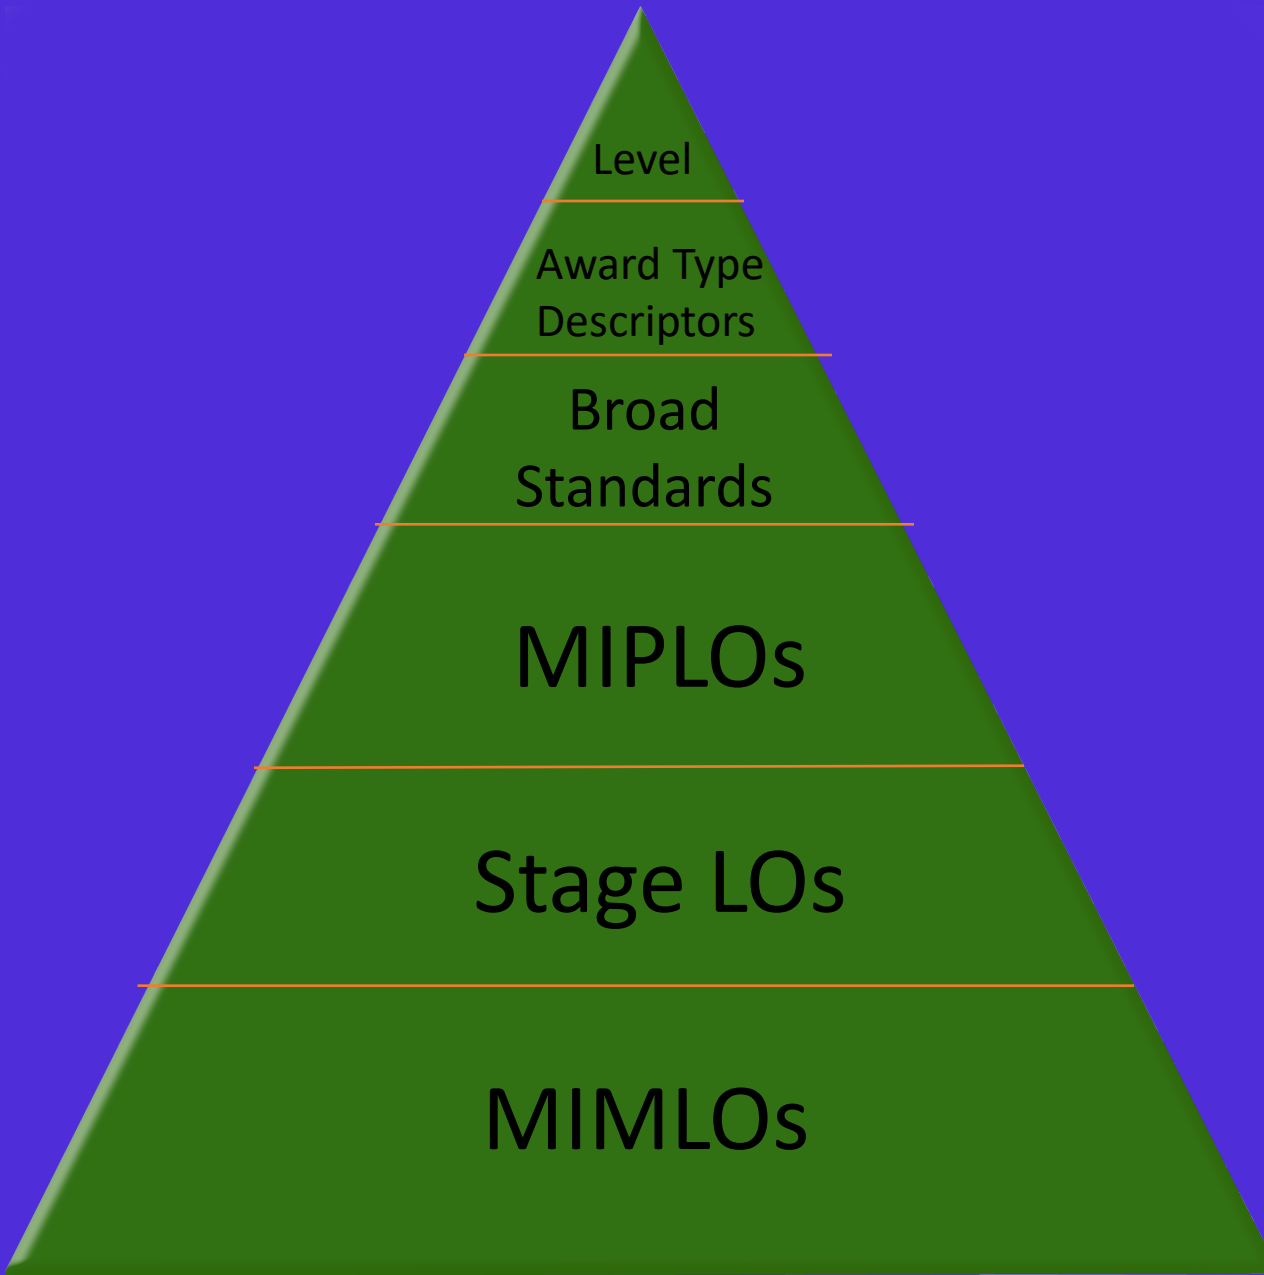 Level
Award Type
Descriptors
Broad
Standards
MIPLOs
Stage LOs
MIMLOs